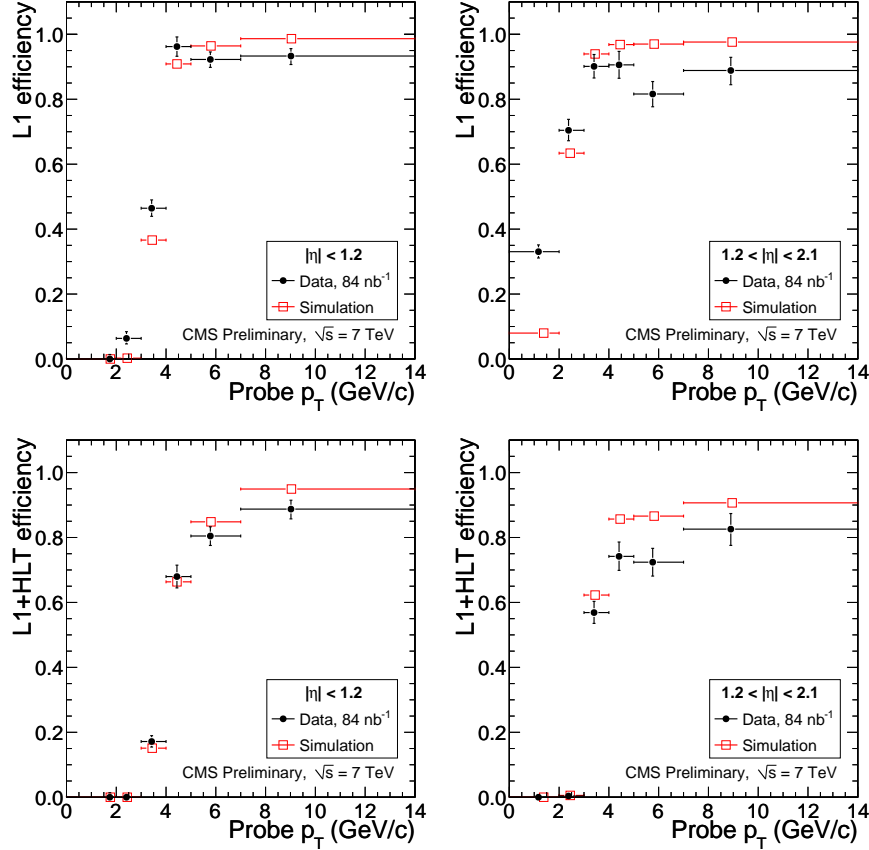 L1 efficiency
1.0
0.8
0.6
0.4
0.2
0.0
|η| < 1.2
Data, 84 nb⁻¹
Simulation
CMS Preliminary, √s = 7 TeV
0 2 4 6 8 10 12 14
Probe p_T (GeV/c)
L1 efficiency
1.0
0.8
0.6
0.4
0.2
0.0
1.2 < |η| < 2.1
Data, 84 nb⁻¹
Simulation
CMS Preliminary, √s = 7 TeV
0 2 4 6 8 10 12 14
Probe p_T (GeV/c)
L1+HLT efficiency
1.0
0.8
0.6
0.4
0.2
0.0
|η| < 1.2
Data, 84 nb⁻¹
Simulation
CMS Preliminary, √s = 7 TeV
0 2 4 6 8 10 12 14
Probe p_T (GeV/c)
L1+HLT efficiency
1.0
0.8
0.6
0.4
0.2
0.0
1.2 < |η| < 2.1
Data, 84 nb⁻¹
Simulation
CMS Preliminary, √s = 7 TeV
0 2 4 6 8 10 12 14
Probe p_T (GeV/c)